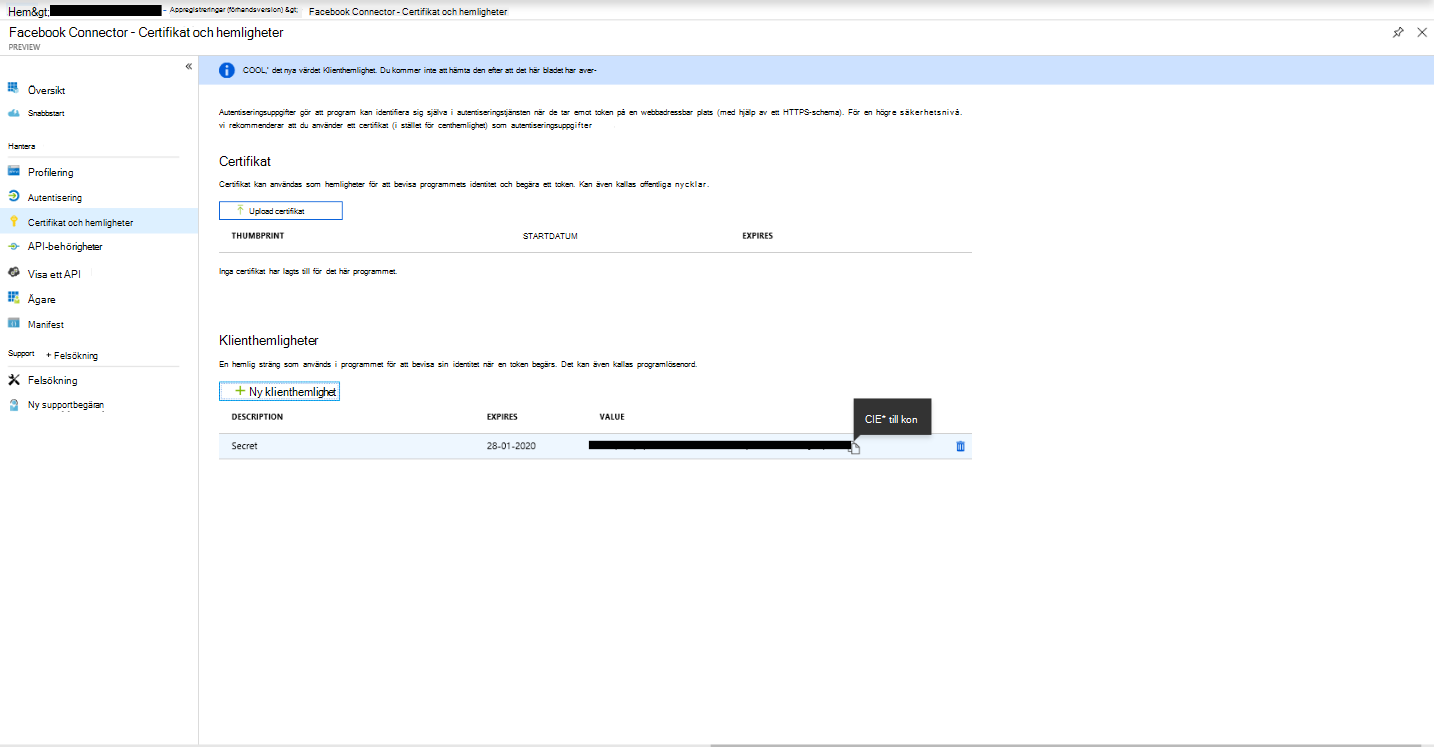 Hem&gt; - Appregistreringar (förhandsversion) &gt; Facebook Connector - Certifikat och hemligheter
Facebook Connector - Certifikat och hemligheter
PREVIEW
«
COOL,' det nya värdet Klienthemlighet. Du kommer inte att hämta den efter att det här bladet har aver-
Översikt
Snabbstart
Hantera
Profilering
Autentisering
Certifikat och hemligheter
API-behörigheter
Visa ett API
Ägare
Manifest
Support + Felsökning
Felsökning
Ny supportbegäran
Autentiseringsuppgifter gör att program kan identifiera sig själva i autentiseringstjänsten när de tar emot token på en webbadressbar plats (med hjälp av ett HTTPS-schema). För en högre säkerhetsnivå.
vi rekommenderar att du använder ett certifikat (i stället för centhemlighet) som autentiseringsuppgifter
Certifikat
Certifikat kan användas som hemligheter för att bevisa programmets identitet och begära ett token. Kan även kallas offentliga nycklar.
Upload certifikat
THUMBPRINT STARTDATUM EXPIRES
Inga certifikat har lagts till för det här programmet.
Klienthemligheter
En hemlig sträng som används i programmet för att bevisa sin identitet när en token begärs. Det kan även kallas programlösenord.
+ Ny klienthemlighet
DESCRIPTION EXPIRES VALUE
CIE* till kon
Secret 28-01-2020